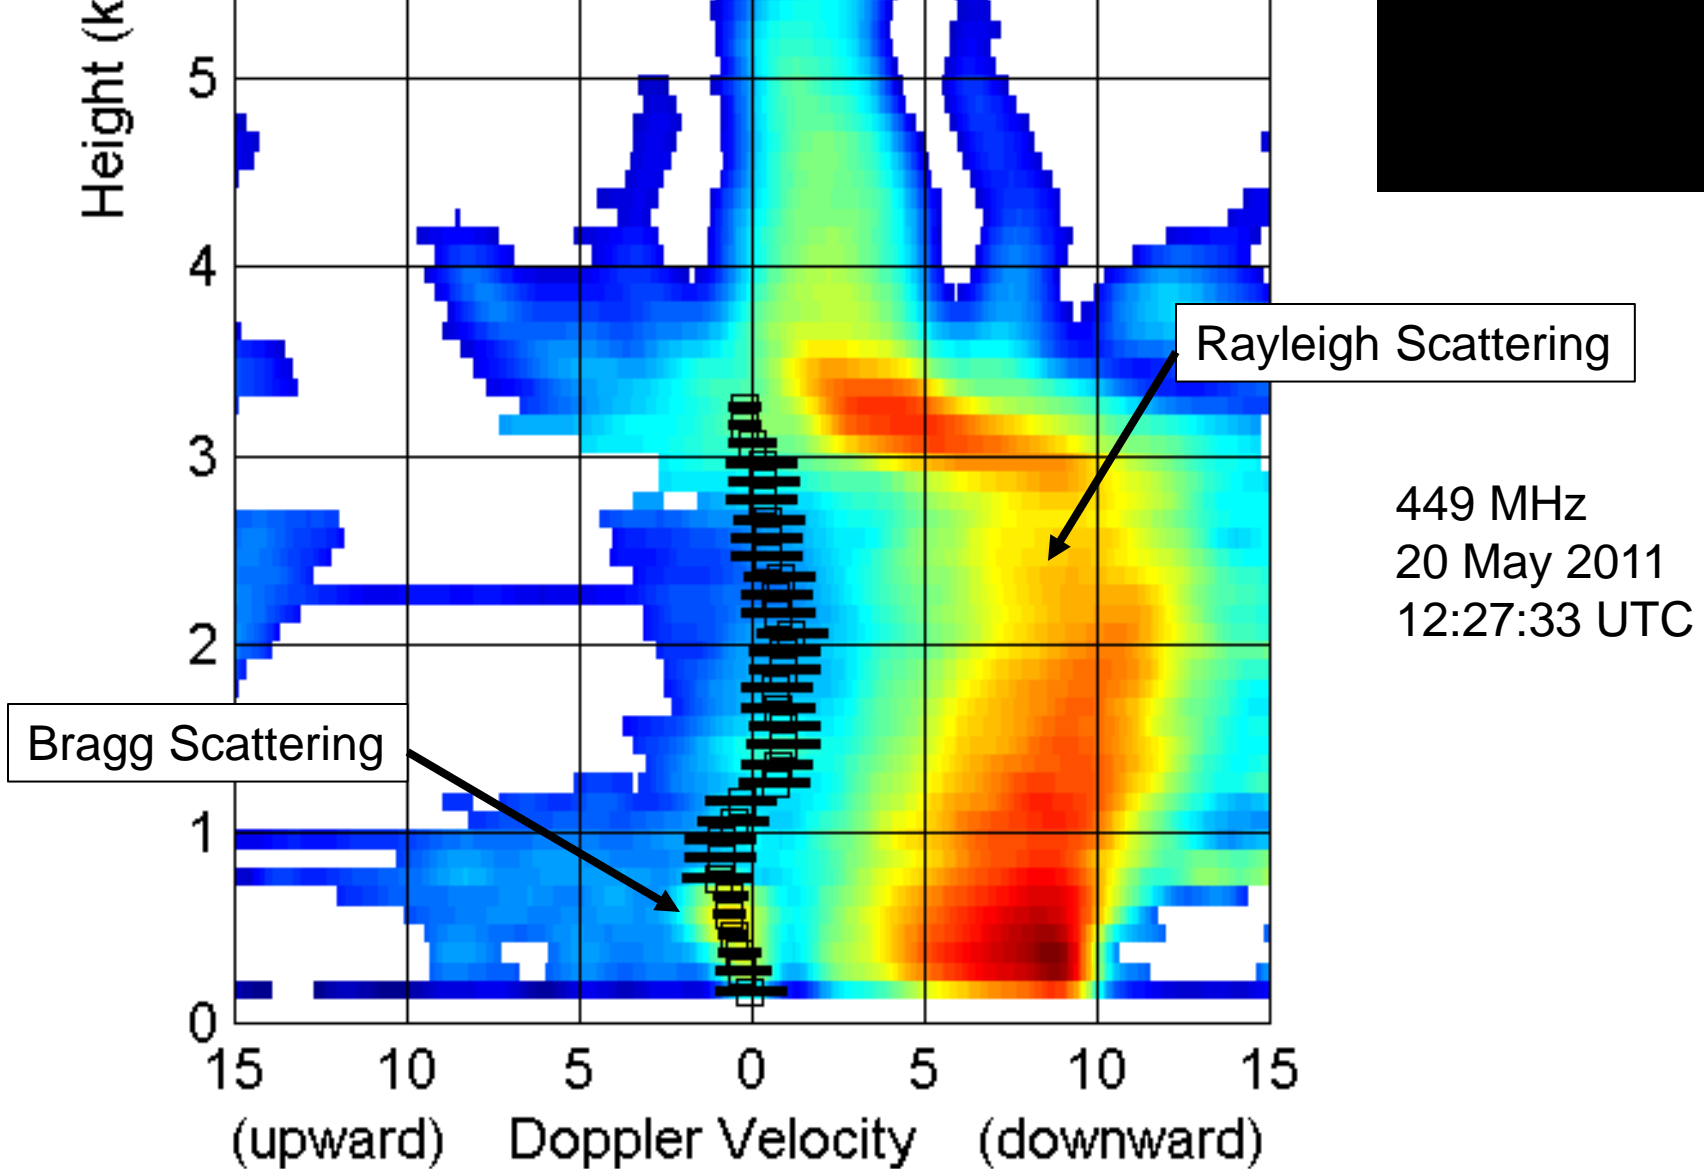 Height (k
5
4
3
2
1
0
15 10 5 0 5 10 15
(upward) Doppler Velocity (downward)
Rayleigh Scattering
Bragg Scattering
449 MHz
20 May 2011
12:27:33 UTC